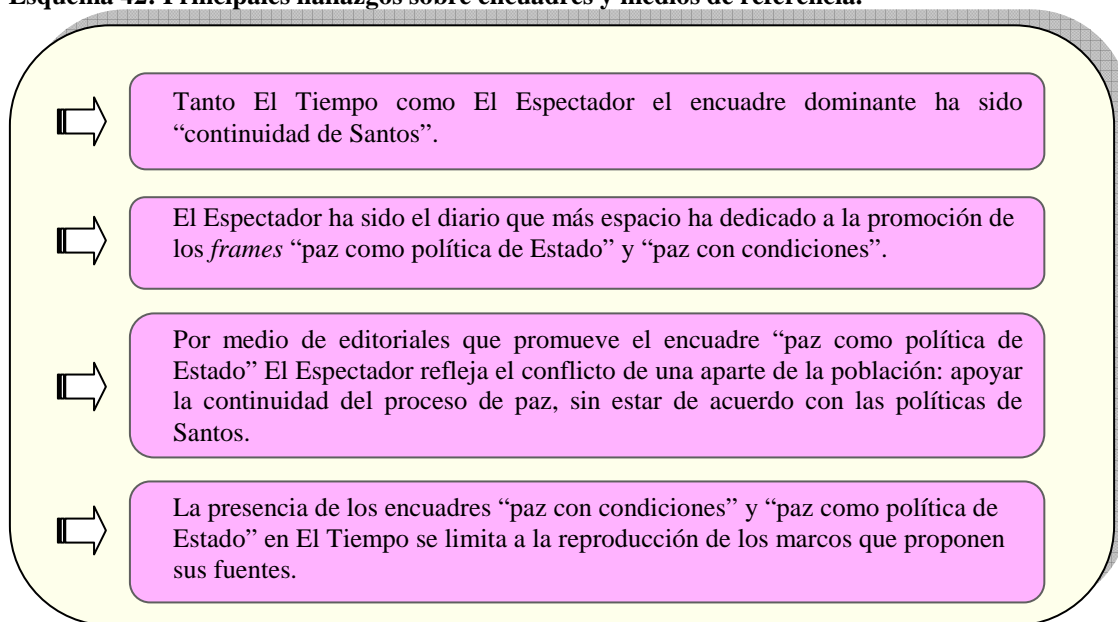 Esquema 42: Principales hallazgos sobre encuadres y medios de referencia.
Tanto El Tiempo como El Espectador el encuadre dominante ha sido
“continuidad de Santos”.
El Espectador ha sido el diario que más espacio ha dedicado a la promoción de
los frames “paz como política de Estado” y “paz con condiciones”.
Por medio de editoriales que promueve el encuadre “paz como política de
Estado” El Espectador refleja el conflicto de una aparte de la población: apoyar
la continuidad del proceso de paz, sin estar de acuerdo con las políticas de
Santos.
La presencia de los encuadres “paz con condiciones” y “paz como política de
Estado” en El Tiempo se limita a la reproducción de los marcos que proponen
sus fuentes.